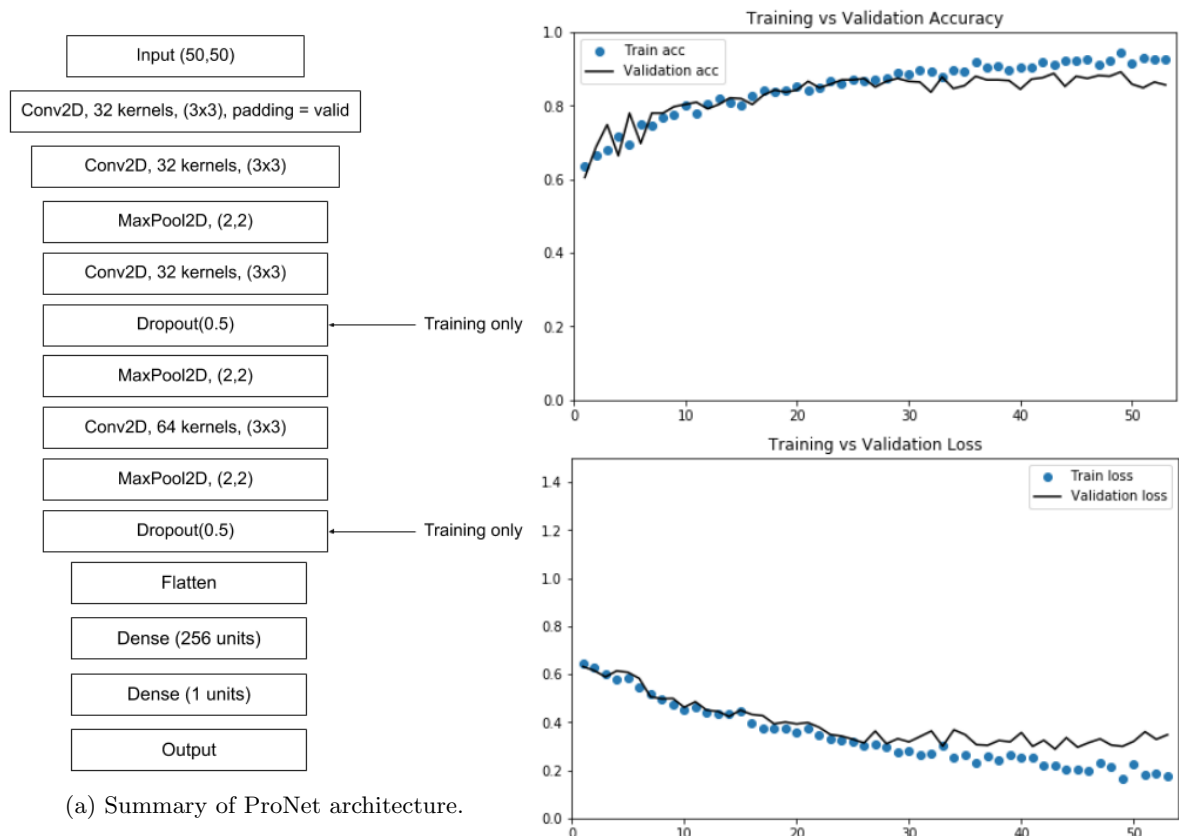 Input (50,50)
Conv2D, 32 kernels, (3x3), padding = valid
Conv2D, 32 kernels, (3x3)
MaxPool2D, (2,2)
Conv2D, 32 kernels, (3x3)
Dropout(0.5)
Training only
MaxPool2D, (2,2)
Conv2D, 64 kernels, (3x3)
MaxPool2D, (2,2)
Dropout(0.5)
Training only
Flatten
Dense (256 units)
Dense (1 units)
Output
(a) Summary of ProNet architecture.
Training vs Validation Accuracy
Train acc
Validation acc
1.0
0.8
0.6
0.4
0.2
0.0
0 10 20 30 40 50
Training vs Validation Loss
Train loss
Validation loss
1.4
1.2
1.0
0.8
0.6
0.4
0.2
0.0
0 10 20 30 40 50